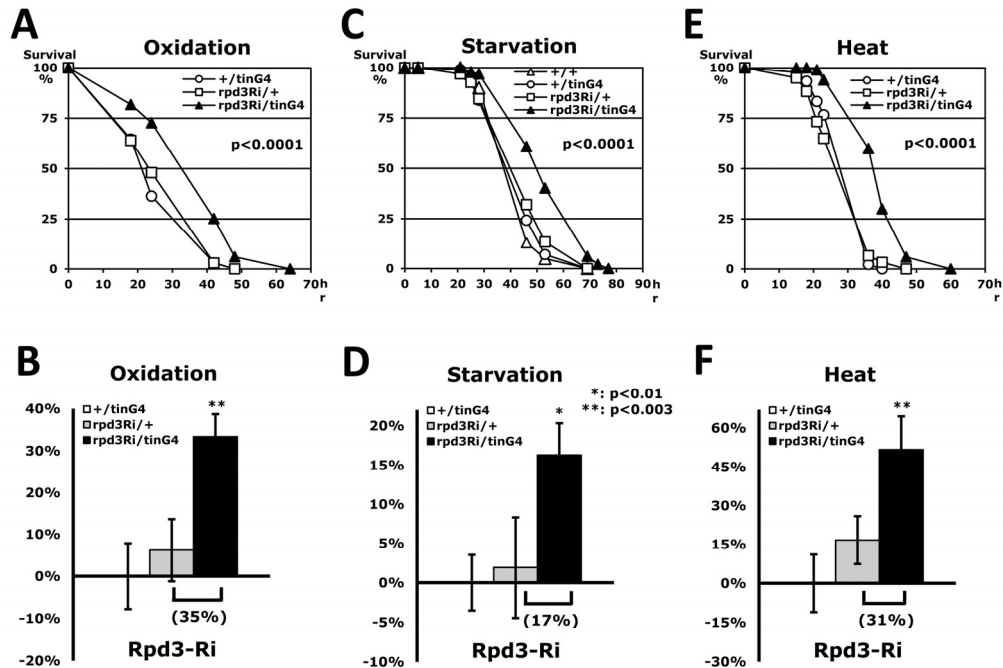 A
Oxidation
Survival
%
100
75
50
25
0
0 10 20 30 40 50 60 70h
r
+/tinG4
rpd3Ri/+
rpd3Ri/tinG4
p<0.0001
C
Starvation
Survival
%
100
75
50
25
0
0 10 20 30 40 50 60 70 80 90h
r
+/+
+/tinG4
rpd3Ri/+
rpd3Ri/tinG4
p<0.0001
E
Heat
Survival
%
100
75
50
25
0
0 10 20 30 40 50 60 70h
r
+/tinG4
rpd3Ri/+
rpd3Ri/tinG4
p<0.0001
B
Oxidation
40%
30%
20%
10%
0%
-10%
-20%
+/tinG4
rpd3Ri/+
rpd3Ri/tinG4
**
(35%)
Rpd3-Ri
D
Starvation
*: p<0.01
**: p<0.003
20%
15%
10%
5%
0%
-5%
-10%
+/tinG4
rpd3Ri/+
rpd3Ri/tinG4
*
(17%)
Rpd3-Ri
F
Heat
60%
45%
30%
15%
0%
-15%
-30%
+/tinG4
rpd3Ri/+
rpd3Ri/tinG4
**
(31%)
Rpd3-Ri